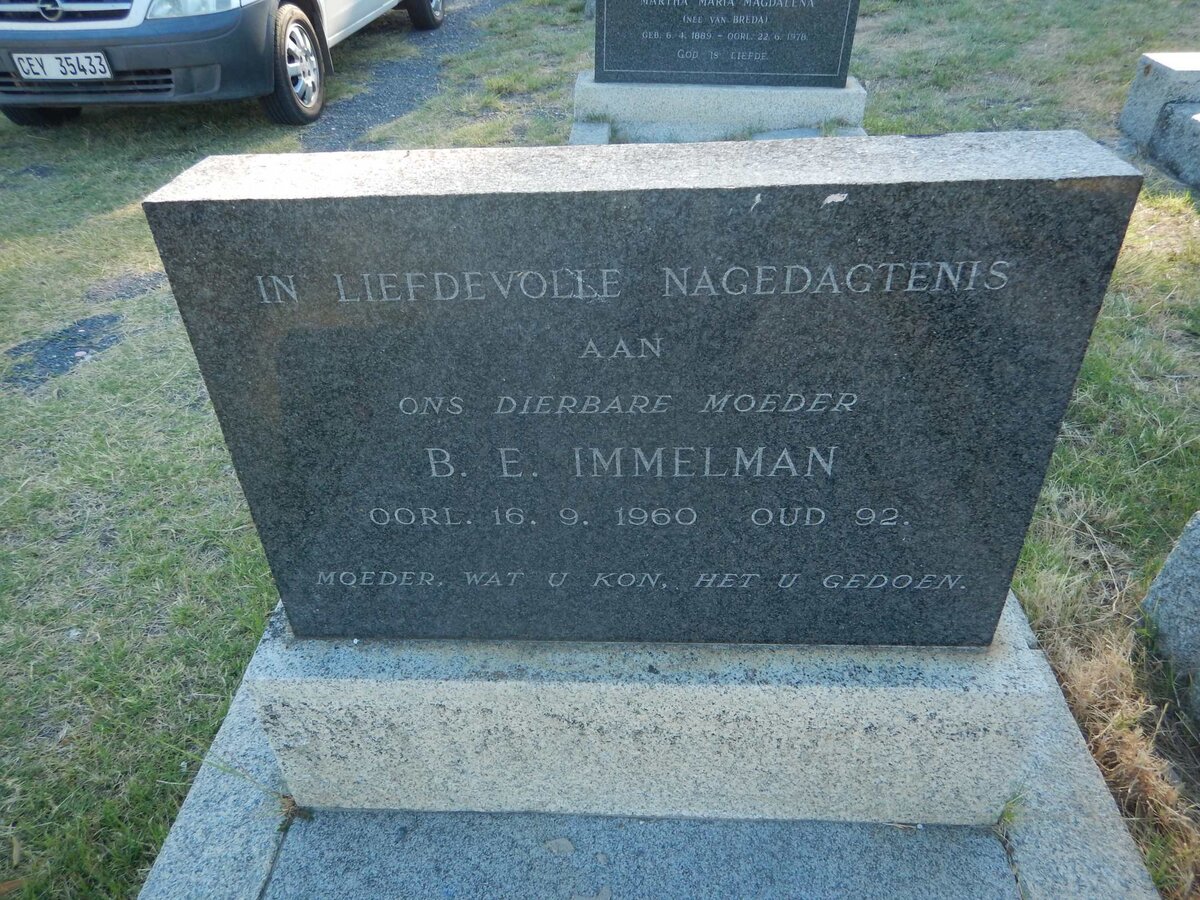 CEY 35433
MARTHA MARIA MAGDALENA
(NEE VAN BREDA)
GEB. 6. 4. 1889 – OORL. 22. 6. 1978.
GOD IS LIEFDE.
IN LIEFDEVOLLE NAGEDAGTENIS
AAN
ONS DIERBARE MOEDER
B. E. IMMELMAN
OORL. 16. 9. 1960 OUD 92.
MOEDER, WAT U KON, HET U GEDOEN.